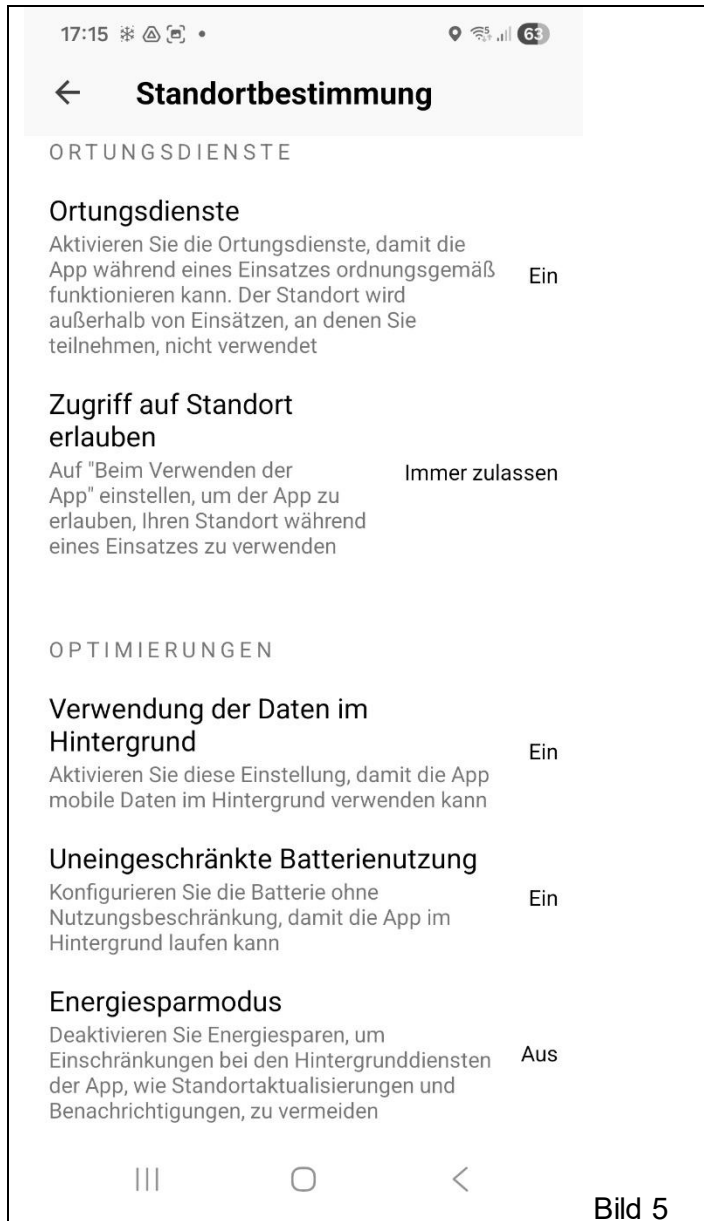 17:15
63
Standortbestimmung
ORTUNGSDIENSTE
Ortungsdienste
Aktivieren Sie die Ortungsdienste, damit die
App während eines Einsatzes ordnungsgemäß
funktionieren kann. Der Standort wird
außerhalb von Einsätzen, an denen Sie
teilnehmen, nicht verwendet
Ein
Zugriff auf Standort
erlauben
Auf "Beim Verwenden der
App" einstellen, um der App zu
erlauben, Ihren Standort während
eines Einsatzes zu verwenden
Immer zulassen
OPTIMIERUNGEN
Verwendung der Daten im
Hintergrund
Aktivieren Sie diese Einstellung, damit die App
mobile Daten im Hintergrund verwenden kann
Ein
Uneingeschränkte Batterienutzung
Konfigurieren Sie die Batterie ohne
Nutzungsbeschränkung, damit die App im
Hintergrund laufen kann
Ein
Energiesparmodus
Deaktivieren Sie Energiesparen, um
Einschränkungen bei den Hintergrunddiensten
der App, wie Standortaktualisierungen und
Benachrichtigungen, zu vermeiden
Aus
Bild 5